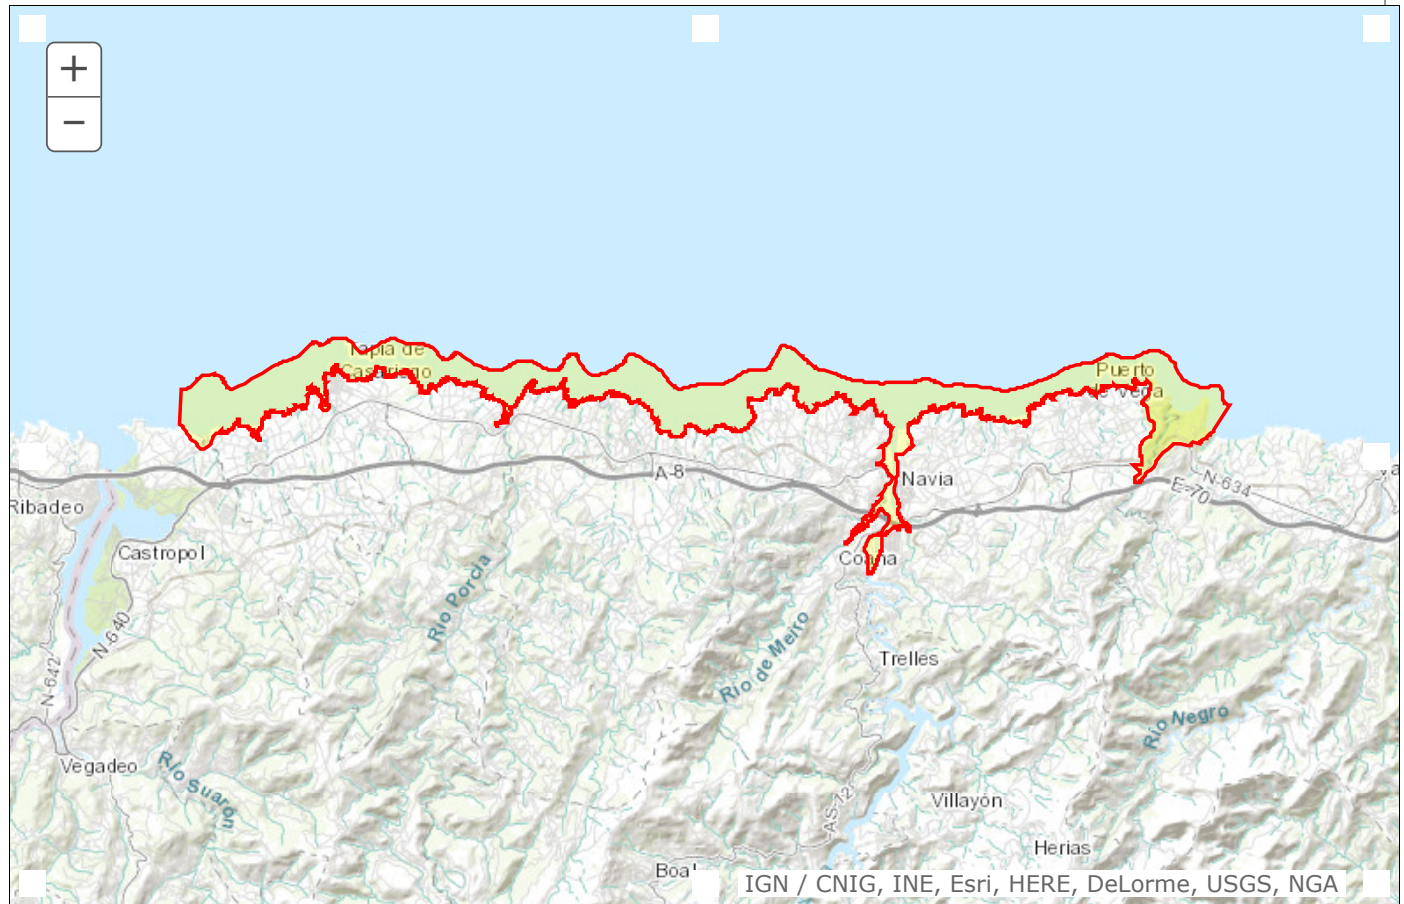 +
−
Tapia de
Casariego
Puerto
de Vega
A-8
Navia
N-634
E-70
Ribadeo
Castropol
Coaña
Río Porcía
Río de Meiro
N-640
N-642
Trelles
Río Negro
Vegadeo
Río Suarón
Villayón
AS-12
Herias
Boal
IGN / CNIG, INE, Esri, HERE, DeLorme, USGS, NGA